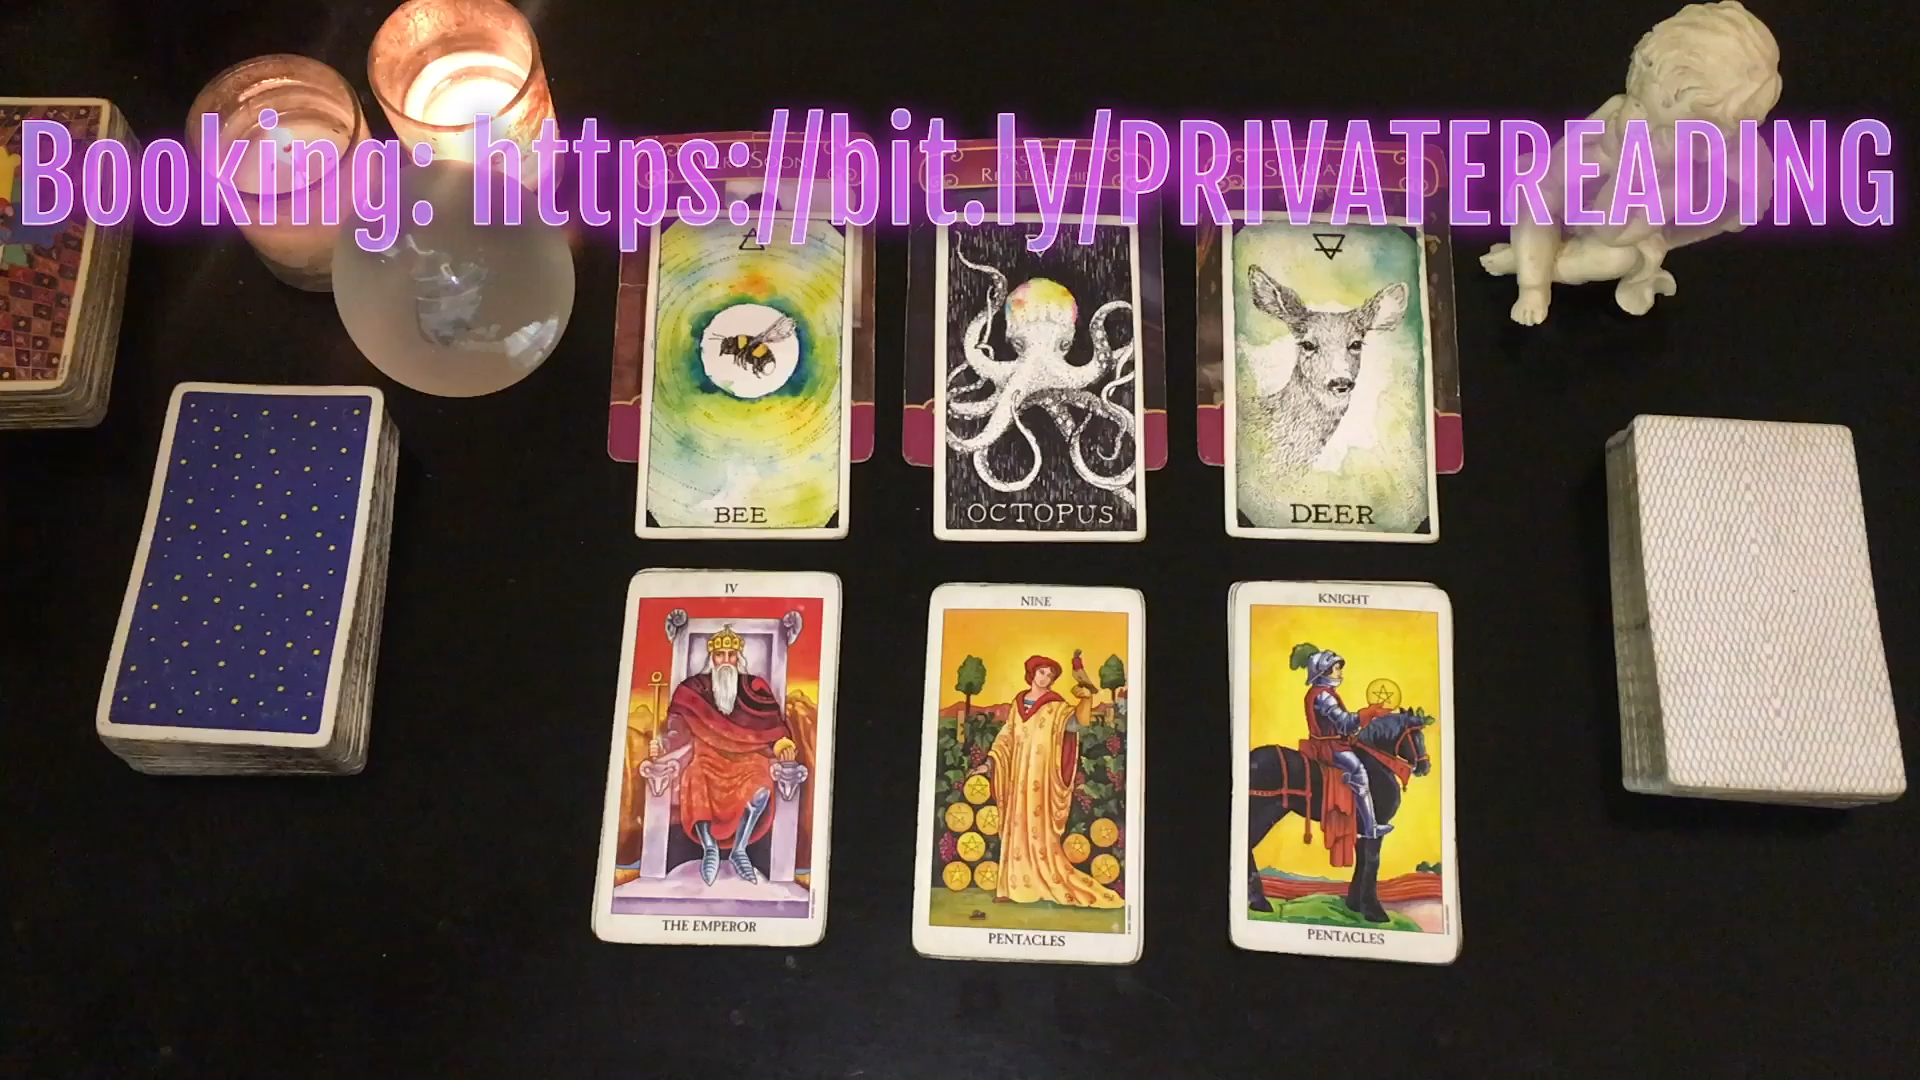 Booking: https://bit.ly/PRIVATEREADING
BEE
OCTOPUS
DEER
IV
THE EMPEROR
NINE
PENTACLES
KNIGHT
PENTACLES